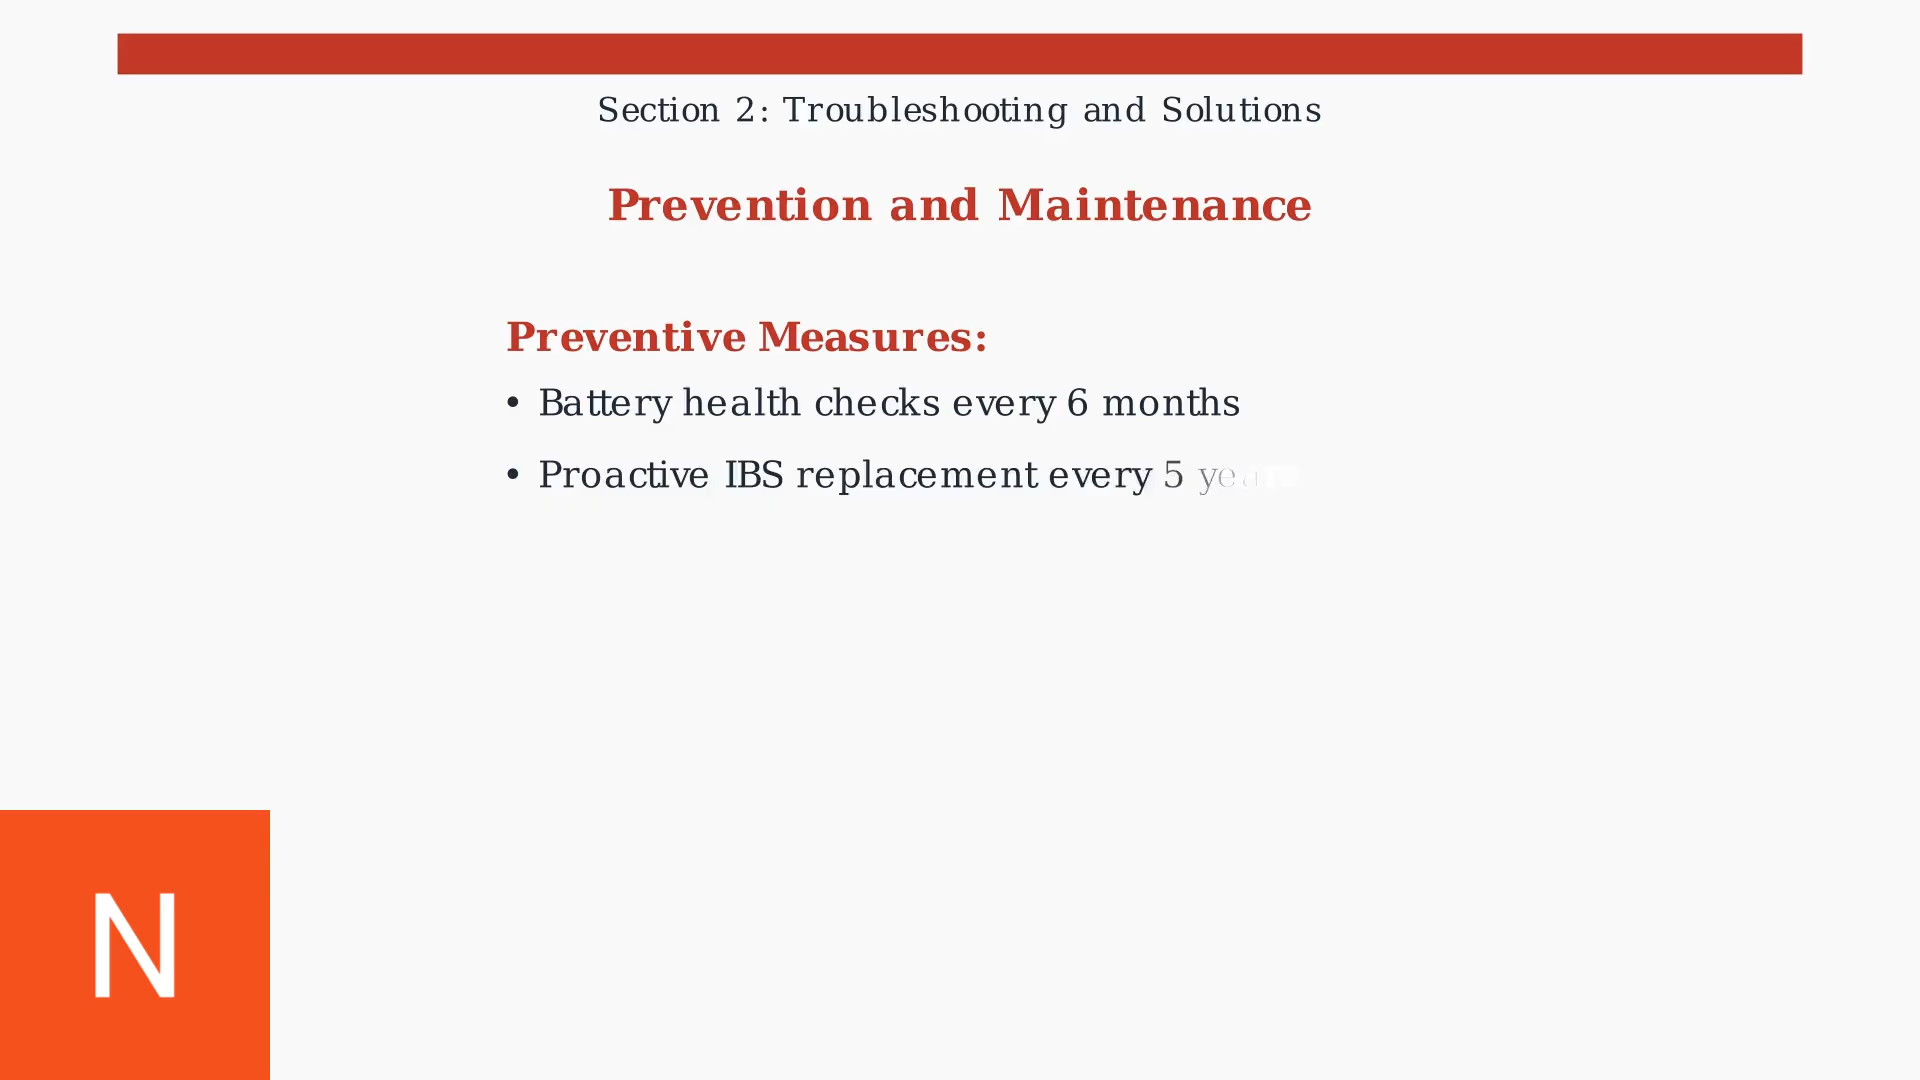 Section 2: Troubleshooting and Solutions
Prevention and Maintenance
Preventive Measures:
• Battery health checks every 6 months
• Proactive IBS replacement every 5 years
N